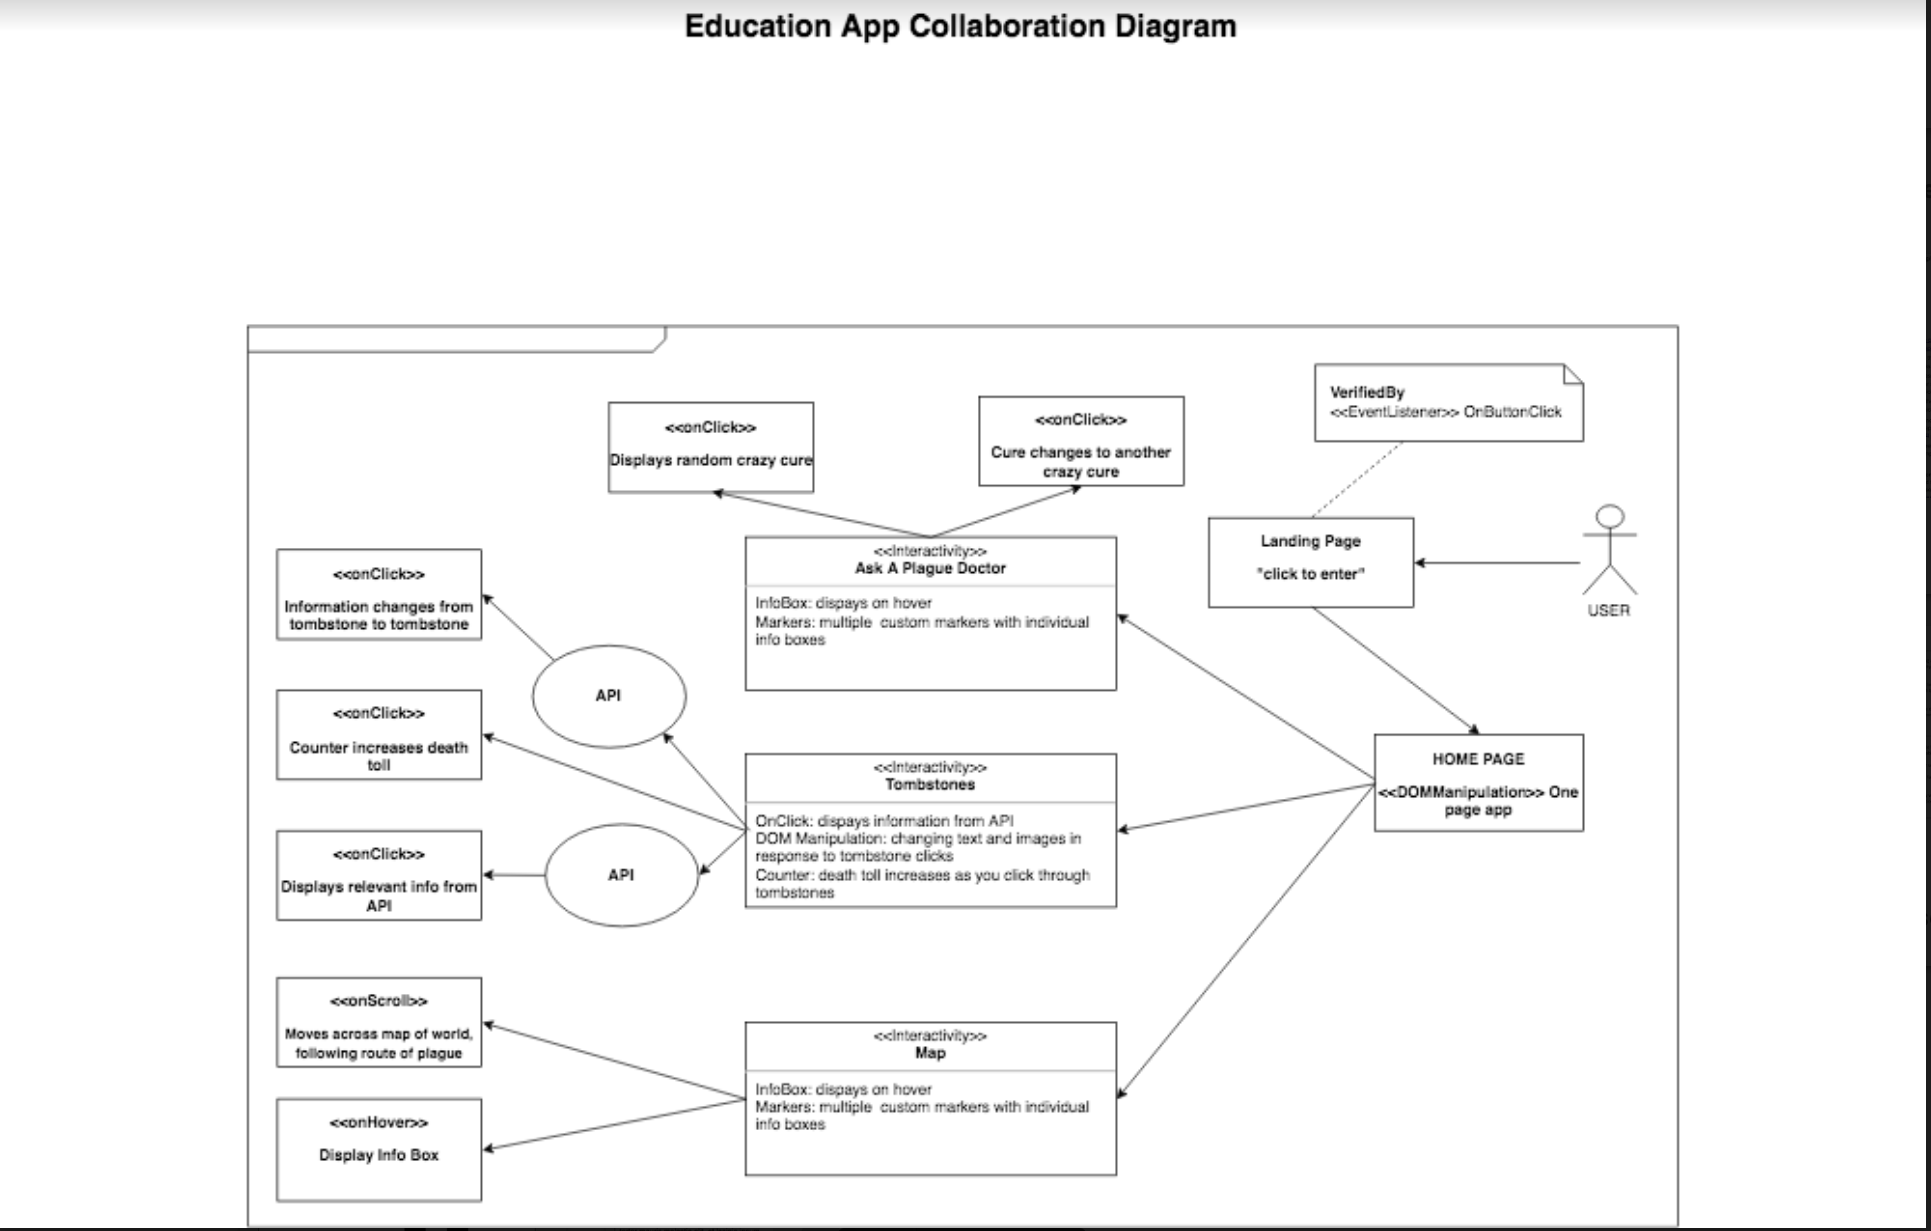 Education App Collaboration Diagram
VerifiedBy
<<EventListener>> OnButtonClick
<<onClick>>
Displays random crazy cure
<<onClick>>
Cure changes to another
crazy cure
Landing Page
"click to enter"
USER
<<Interactivity>>
Ask A Plague Doctor
InfoBox: dispays on hover
Markers: multiple custom markers with individual
info boxes
<<onClick>>
Information changes from
tombstone to tombstone
API
<<onClick>>
Counter increases death
toll
HOME PAGE
<<DOMManipulation>> One
page app
<<Interactivity>>
Tombstones
OnClick: dispays information from API
DOM Manipulation: changing text and images in
response to tombstone clicks
Counter: death toll increases as you click through
tombstones
<<onClick>>
Displays relevant info from
API
API
<<onScroll>>
Moves across map of world,
following route of plague
<<Interactivity>>
Map
InfoBox: dispays on hover
Markers: multiple custom markers with individual
info boxes
<<onHover>>
Display Info Box